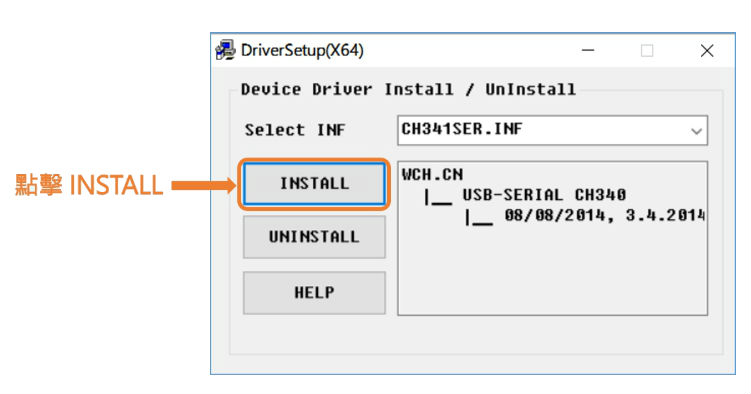 DriverSetup(X64)
Device Driver Install / UnInstall
Select INF
CH341SER.INF
點擊 INSTALL
INSTALL
WCH.CN
|__ USB-SERIAL CH340
|__ 08/08/2014, 3.4.2014
UNINSTALL
HELP